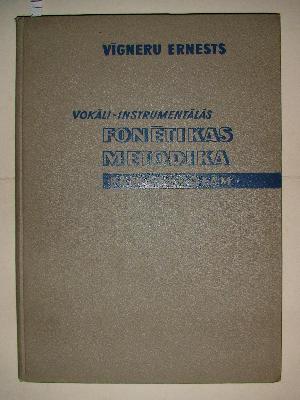 VĪGNERU ERNESTS
VOKĀLI-INSTRUMENTĀLĀS
FONĒTIKAS
METODIKA